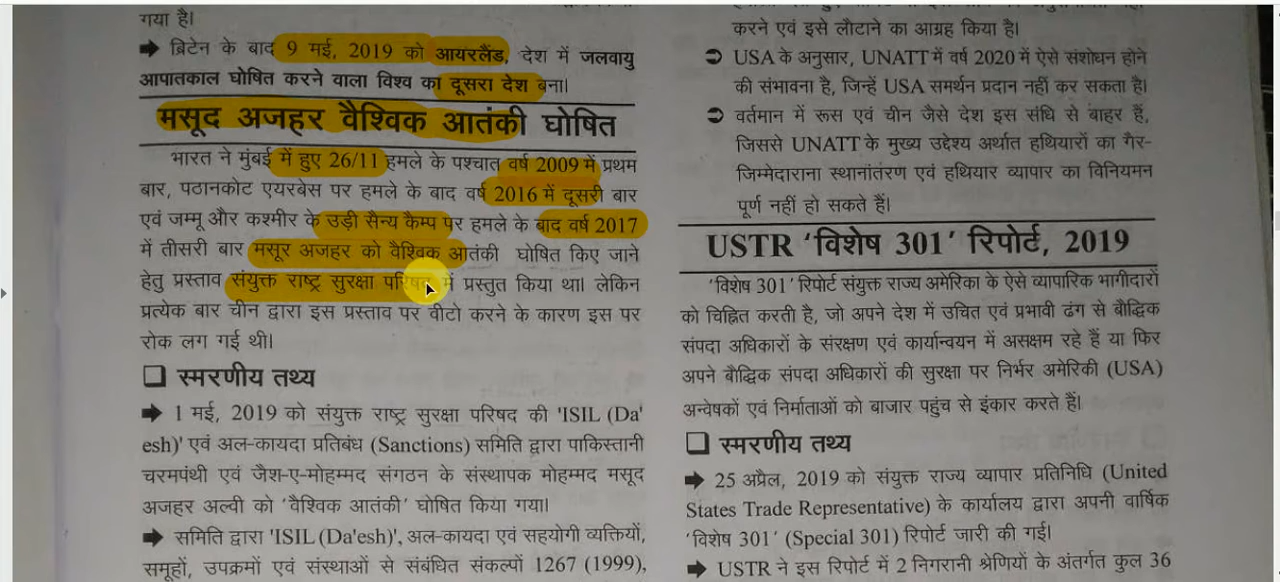 गया है।
➡ ब्रिटेन के बाद 9 मई, 2019 को आयरलैंड, देश में जलवायु
आपातकाल घोषित करने वाला विश्व का दूसरा देश बना।
मसूद अजहर वैश्विक आतंकी घोषित
भारत ने मुंबई में हुए 26/11 हमले के पश्चात वर्ष 2009 में प्रथम
बार, पठानकोट एयरबेस पर हमले के बाद वर्ष 2016 में दूसरी बार
एवं जम्मू और कश्मीर के उड़ी सैन्य कैम्प पर हमले के बाद वर्ष 2017
में तीसरी बार मसूर अजहर को वैश्विक आतंकी घोषित किए जाने
हेतु प्रस्ताव संयुक्त राष्ट्र सुरक्षा परिषद में प्रस्तुत किया था। लेकिन
प्रत्येक बार चीन द्वारा इस प्रस्ताव पर वीटो करने के कारण इस पर
रोक लग गई थी।
❑ स्मरणीय तथ्य
➡ 1 मई, 2019 को संयुक्त राष्ट्र सुरक्षा परिषद की 'ISIL (Da'
esh)' एवं अल-कायदा प्रतिबंध (Sanctions) समिति द्वारा पाकिस्तानी
चरमपंथी एवं जैश-ए-मोहम्मद संगठन के संस्थापक मोहम्मद मसूद
अजहर अल्वी को 'वैश्विक आतंकी' घोषित किया गया।
➡ समिति द्वारा 'ISIL (Da'esh)', अल-कायदा एवं सहयोगी व्यक्तियों,
समूहों, उपक्रमों एवं संस्थाओं से संबंधित संकल्पों 1267 (1999),
करने एवं इसे लौटाने का आग्रह किया है।
➲ USA के अनुसार, UNATT में वर्ष 2020 में ऐसे संशोधन होने
की संभावना है, जिन्हें USA समर्थन प्रदान नहीं कर सकता है।
➲ वर्तमान में रूस एवं चीन जैसे देश इस संधि से बाहर हैं,
जिससे UNATT के मुख्य उद्देश्य अर्थात हथियारों का गैर-
जिम्मेदाराना स्थानांतरण एवं हथियार व्यापार का विनियमन
पूर्ण नहीं हो सकते हैं।
USTR 'विशेष 301' रिपोर्ट, 2019
'विशेष 301' रिपोर्ट संयुक्त राज्य अमेरिका के ऐसे व्यापारिक भागीदारों
को चिह्नित करती है, जो अपने देश में उचित एवं प्रभावी ढंग से बौद्धिक
संपदा अधिकारों के संरक्षण एवं कार्यान्वयन में असक्षम रहे हैं या फिर
अपने बौद्धिक संपदा अधिकारों की सुरक्षा पर निर्भर अमेरिकी (USA)
अन्वेषकों एवं निर्माताओं को बाजार पहुंच से इंकार करते हैं।
❑ स्मरणीय तथ्य
➡ 25 अप्रैल, 2019 को संयुक्त राज्य व्यापार प्रतिनिधि (United
States Trade Representative) के कार्यालय द्वारा अपनी वार्षिक
'विशेष 301' (Special 301) रिपोर्ट जारी की गई।
➡ USTR ने इस रिपोर्ट में 2 निगरानी श्रेणियों के अंतर्गत कुल 36